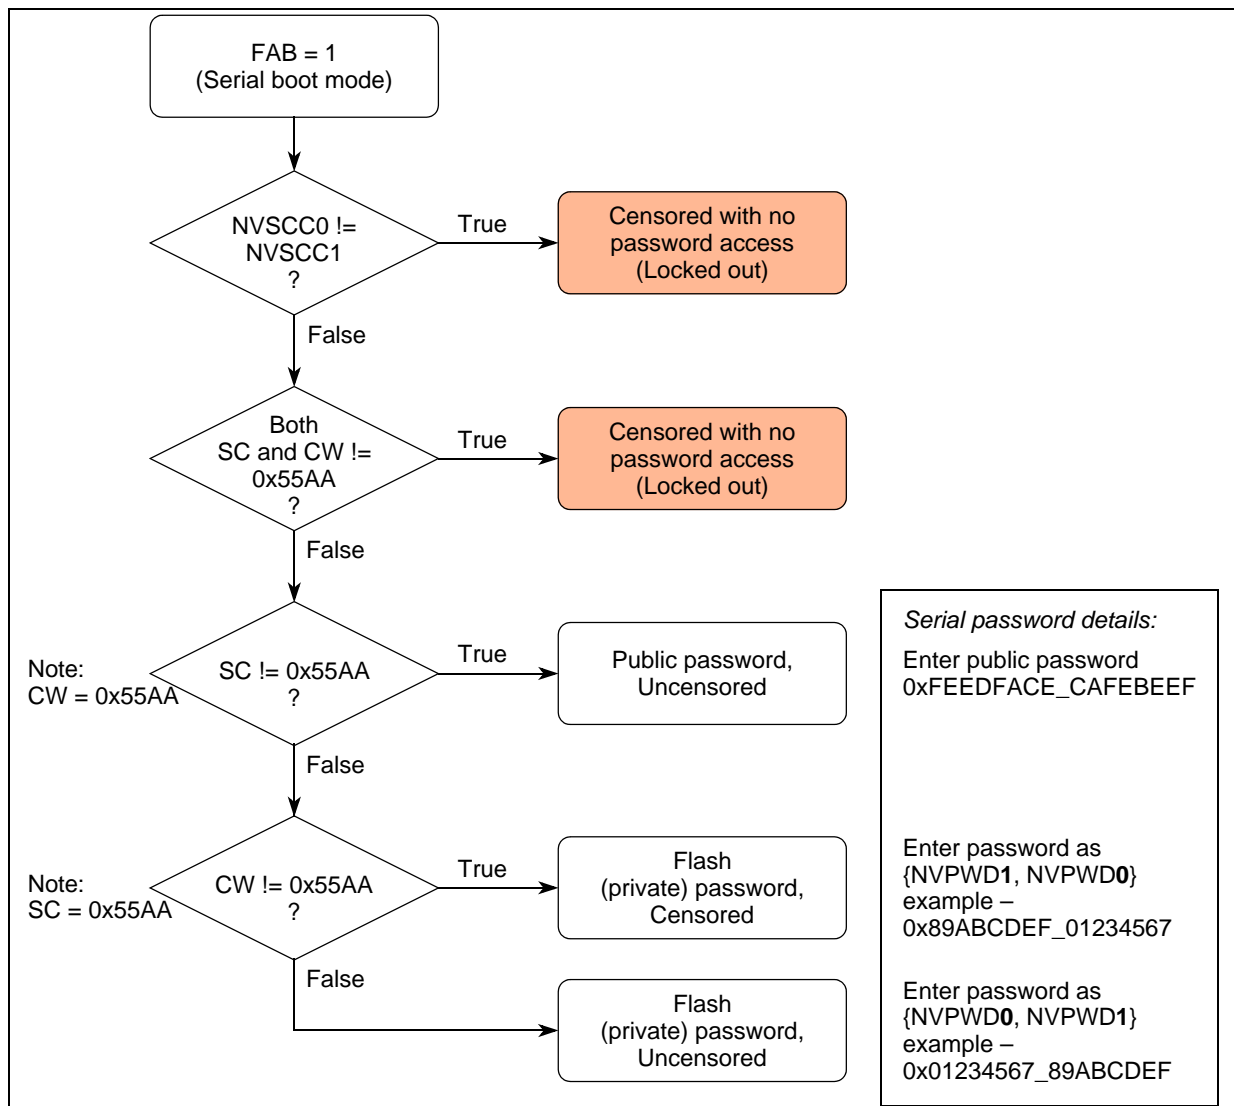 FAB = 1
(Serial boot mode)
NVSCC0 !=
NVSCC1
?
True
Censored with no
password access
(Locked out)
False
Both
SC and CW !=
0x55AA
?
True
Censored with no
password access
(Locked out)
False
Note:
CW = 0x55AA
SC != 0x55AA
?
True
Public password,
Uncensored
Serial password details:
Enter public password
0xFEEDFACE_CAFEBEEF
False
Note:
SC = 0x55AA
CW != 0x55AA
?
True
Flash
(private) password,
Censored
Enter password as
{NVPWD1, NVPWD0}
example –
0x89ABCDEF_01234567
False
Flash
(private) password,
Uncensored
Enter password as
{NVPWD0, NVPWD1}
example –
0x01234567_89ABCDEF